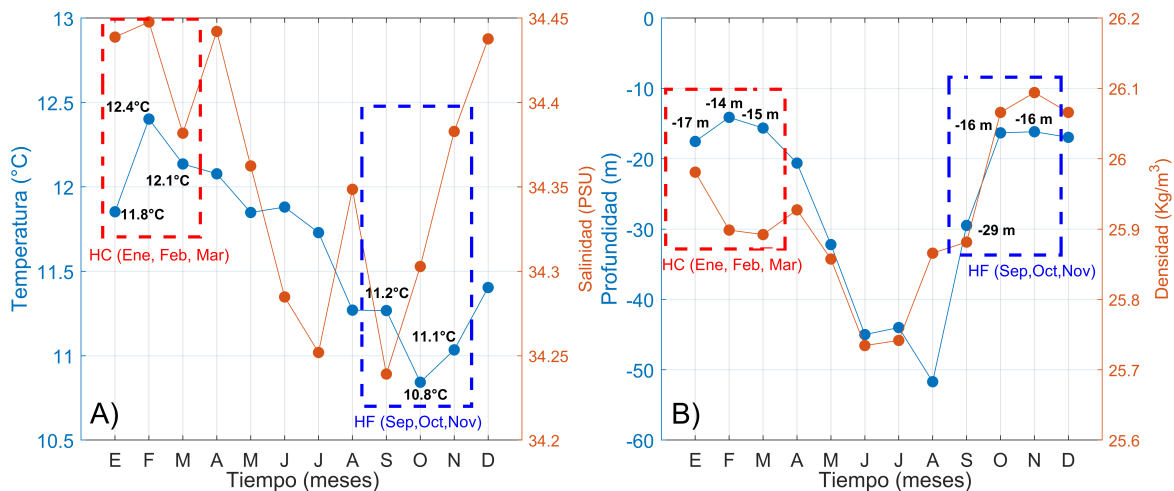 13
12.5
12
11.5
11
10.5
Temperatura (°C)
12.4°C
12.1°C
11.8°C
HC (Ene, Feb, Mar)
11.2°C
11.1°C
10.8°C
HF (Sep,Oct,Nov)
A)
E F M A M J J A S O N D
Tiempo (meses)
34.45
34.4
34.35
34.3
34.25
34.2
Salinidad (PSU)
0
-10
-20
-30
-40
-50
-60
Profundidad (m)
-17 m
-14 m
-15 m
HC (Ene, Feb, Mar)
-16 m
-16 m
-29 m
HF (Sep,Oct,Nov)
B)
E F M A M J J A S O N D
Tiempo (meses)
26.2
26.1
26
25.9
25.8
25.7
25.6
Densidad (Kg/m³)